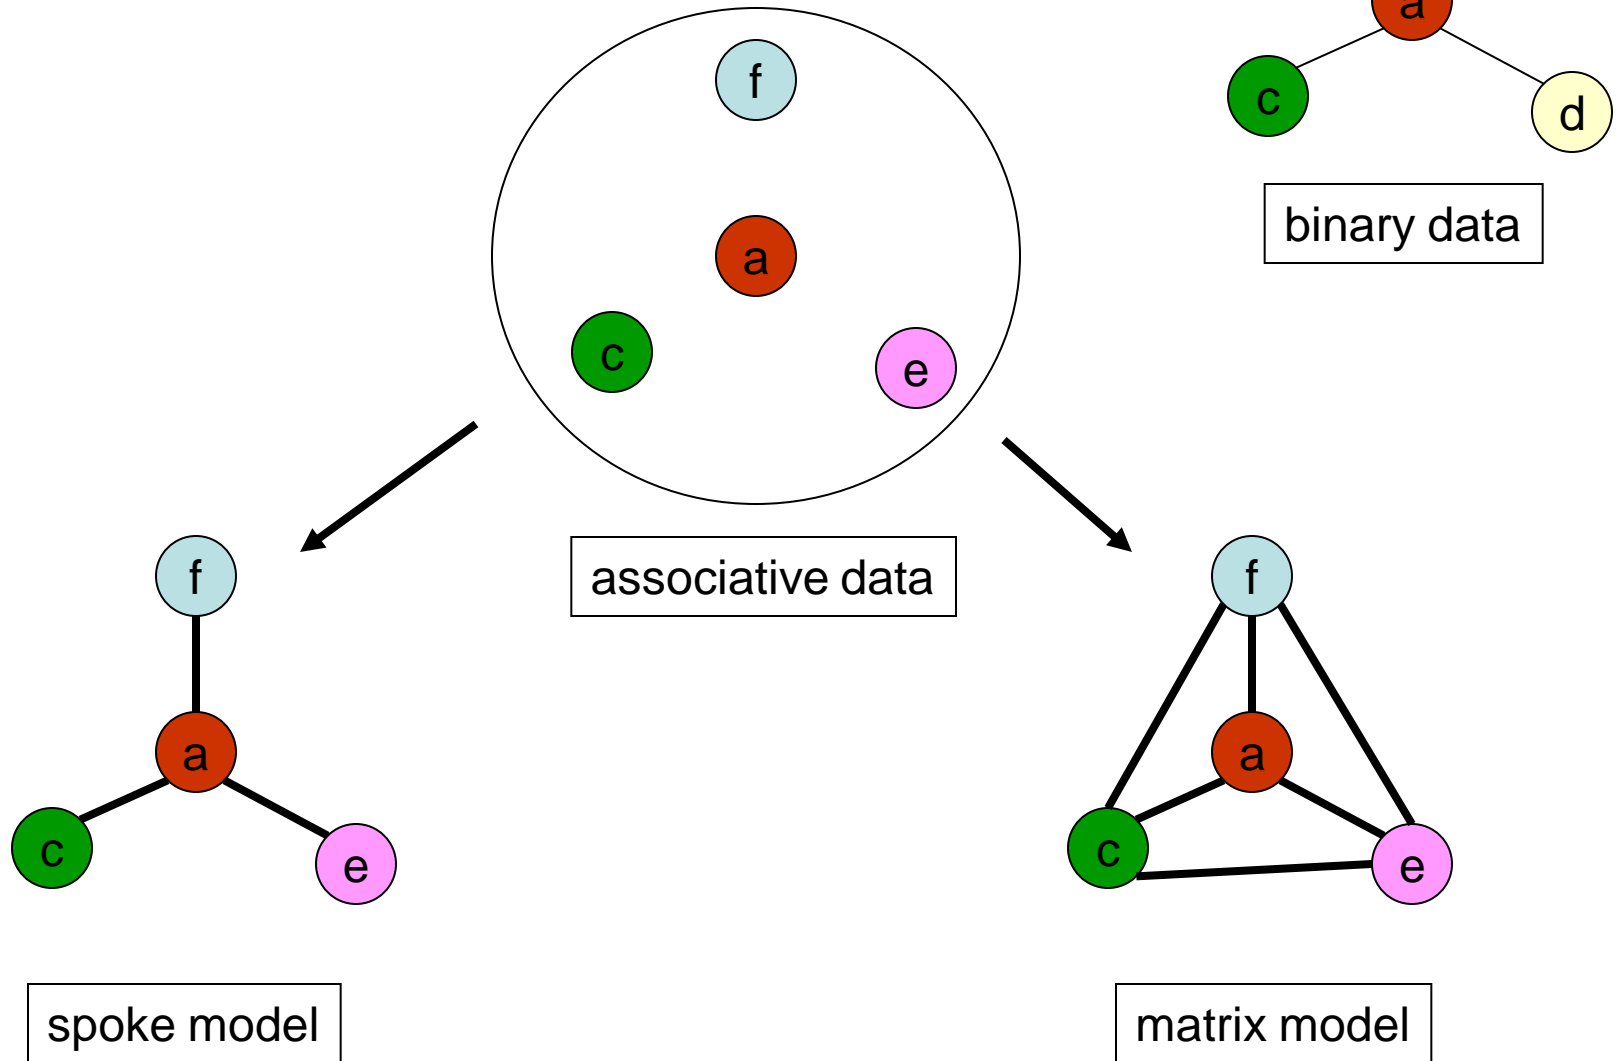 a
f
c
d
binary data
a
c
e
f
associative data
f
a
a
c
e
c
e
spoke model
matrix model